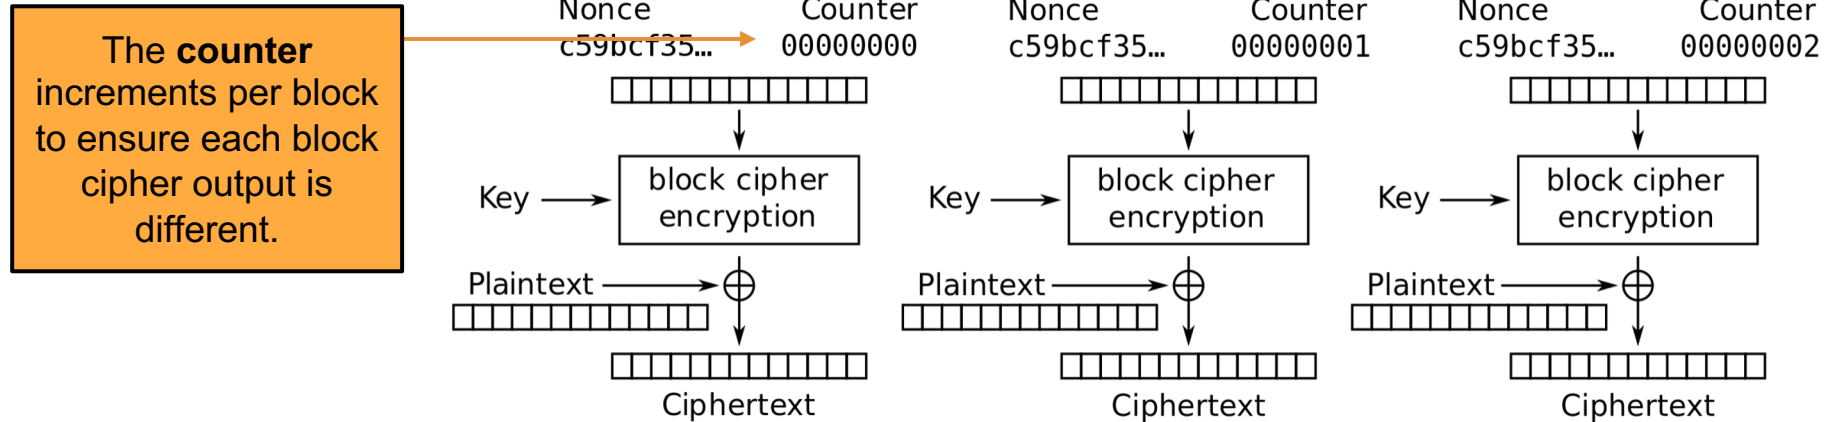 The counter
increments per block
to ensure each block
cipher output is
different.
Nonce Counter Nonce Counter Nonce Counter
c59bcf35… 00000000 c59bcf35… 00000001 c59bcf35… 00000002
block cipher block cipher block cipher
Key encryption Key encryption Key encryption
Plaintext Plaintext Plaintext
Ciphertext Ciphertext Ciphertext